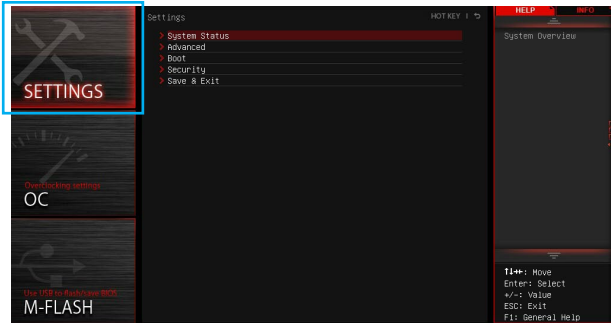 SETTINGS
Overclocking settings
OC
Use USB to flash/save BIOS
M-FLASH
Settings
HOT KEY |
> System Status
> Advanced
> Boot
> Security
> Save & Exit
HELP
INFO
System Overview
↑↓→←: Move
Enter: Select
+/-: Value
ESC: Exit
F1: General Help